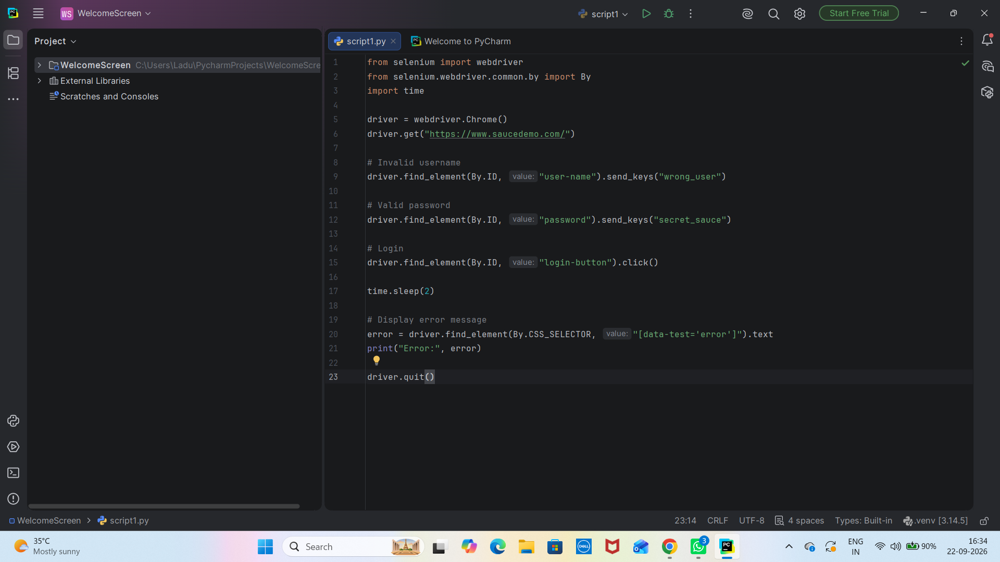 WS WelcomeScreen
script1
Start Free Trial
Project
script1.py
Welcome to PyCharm
WelcomeScreen C:\Users\Ladu\PycharmProjects\WelcomeScre
External Libraries
Scratches and Consoles
1 from selenium import webdriver
2 from selenium.webdriver.common.by import By
3 import time
4
5 driver = webdriver.Chrome()
6 driver.get("https://www.saucedemo.com/")
7
8 # Invalid username
9 driver.find_element(By.ID, value: "user-name").send_keys("wrong_user")
10
11 # Valid password
12 driver.find_element(By.ID, value: "password").send_keys("secret_sauce")
13
14 # Login
15 driver.find_element(By.ID, value: "login-button").click()
16
17 time.sleep(2)
18
19 # Display error message
20 error = driver.find_element(By.CSS_SELECTOR, value: "[data-test='error']").text
21 print("Error:", error)
22
23 driver.quit()
WelcomeScreen > script1.py
23:14 CRLF UTF-8 4 spaces Types: Built-in .venv [3.14.5]
35°C
Mostly sunny
Search
DELL
3
ENG
IN
90%
16:34
22-09-2026